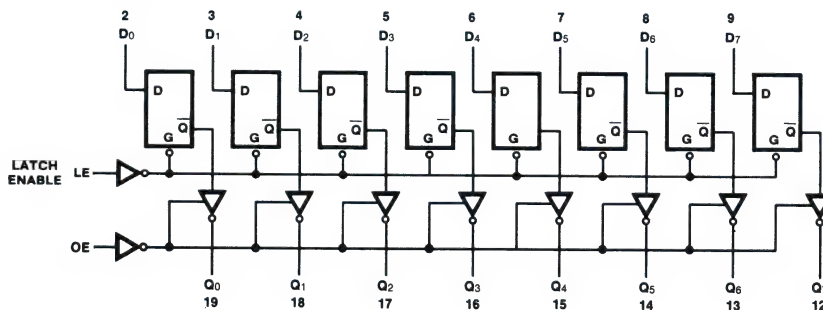 2 3 4 5 6 7 8 9
D0 D1 D2 D3 D4 D5 D6 D7
D D D D D D D D
Q Q Q Q Q Q Q Q
G G G G G G G G
LATCH
ENABLE LE
OE
Q0 Q1 Q2 Q3 Q4 Q5 Q6
19 18 17 16 15 14 13 12